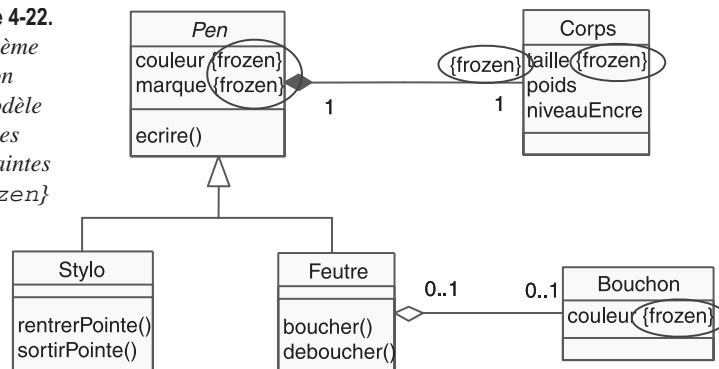 e 4-22.
ème
on
odèle
es
aintes
zen}
Pen
couleur {frozen}
marque {frozen}
ecrire()
1
{frozen}
1
Corps
taille {frozen}
poids
niveauEncre
Stylo
rentrerPointe()
sortirPointe()
Feutre
boucher()
deboucher()
0..1
0..1
Bouchon
couleur {frozen}